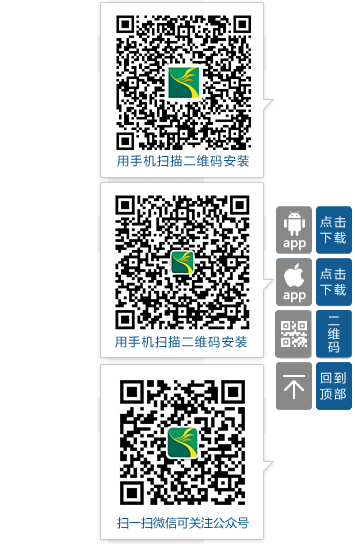 用手机扫描二维码安装
用手机扫描二维码安装
扫一扫微信可关注公众号
app
点击
下载
app
点击
下载
二
维
码
回到
顶部